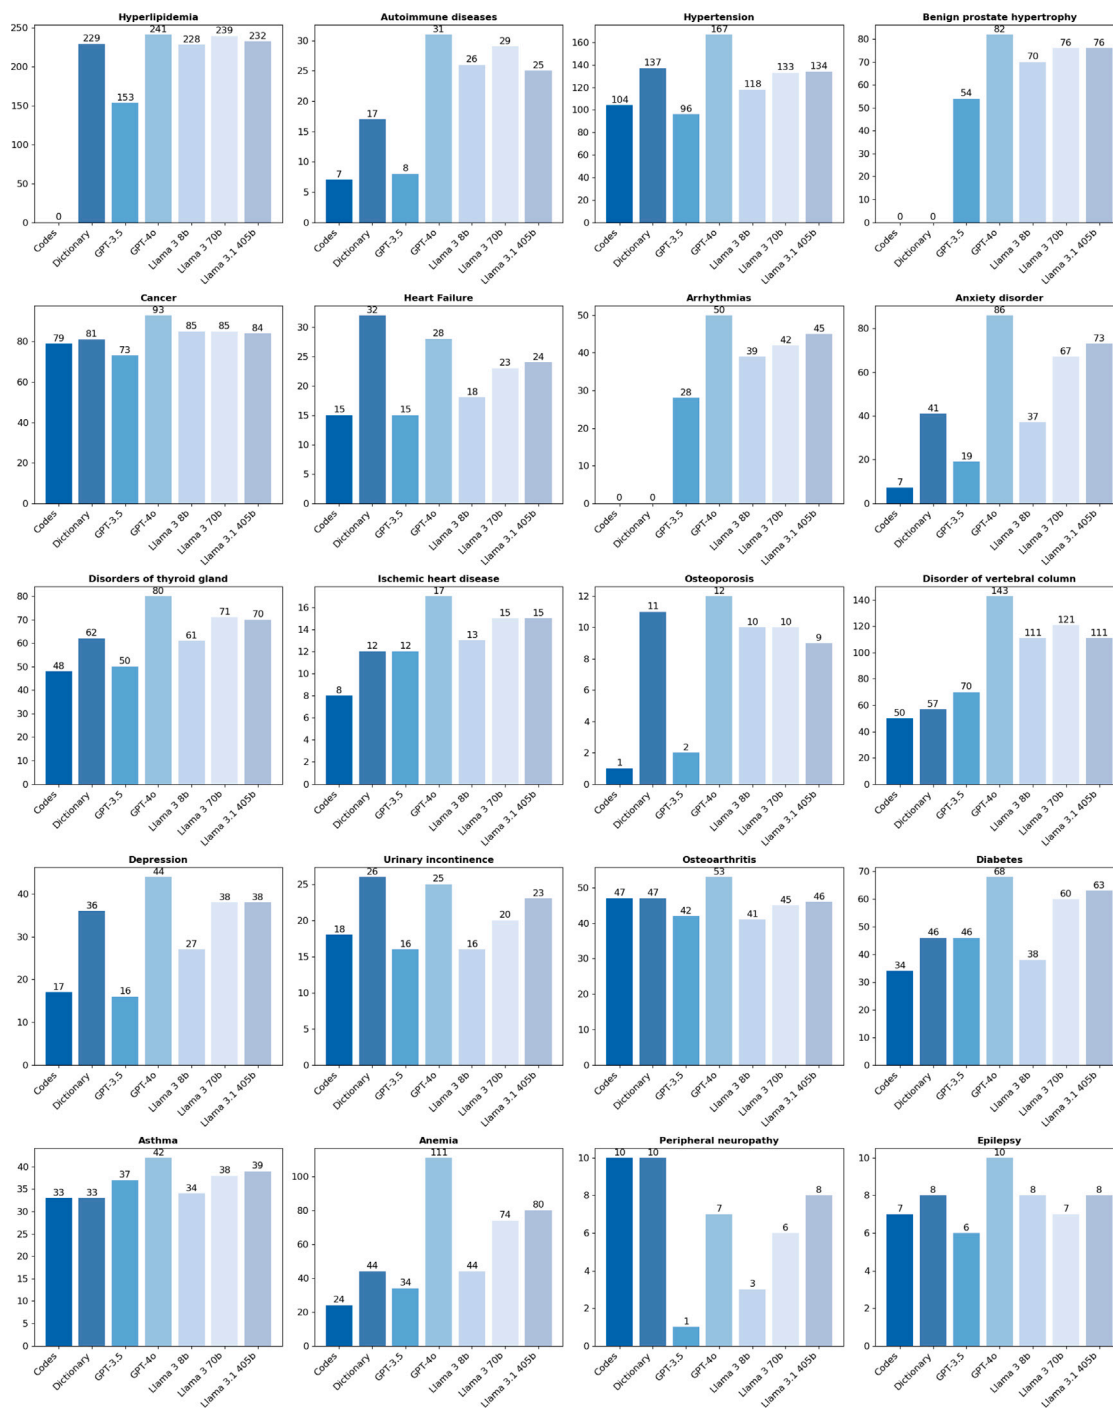 Hyperlipidemia
250
200
150
100
50
0
0
229
153
241
228
239
232
Codes
Dictionary
GPT-3.5
GPT-4o
Llama 3 8b
Llama 3 70b
Llama 3.1 405b
Autoimmune diseases
30
25
20
15
10
5
0
7
17
8
31
26
29
25
Codes
Dictionary
GPT-3.5
GPT-4o
Llama 3 8b
Llama 3 70b
Llama 3.1 405b
Hypertension
160
140
120
100
80
60
40
20
0
104
137
96
167
118
133
134
Codes
Dictionary
GPT-3.5
GPT-4o
Llama 3 8b
Llama 3 70b
Llama 3.1 405b
Benign prostate hypertrophy
80
70
60
50
40
30
20
10
0
0
0
54
82
70
76
76
Codes
Dictionary
GPT-3.5
GPT-4o
Llama 3 8b
Llama 3 70b
Llama 3.1 405b
Cancer
80
60
40
20
0
79
81
73
93
85
85
84
Codes
Dictionary
GPT-3.5
GPT-4o
Llama 3 8b
Llama 3 70b
Llama 3.1 405b
Heart Failure
30
25
20
15
10
5
0
15
32
15
28
18
23
24
Codes
Dictionary
GPT-3.5
GPT-4o
Llama 3 8b
Llama 3 70b
Llama 3.1 405b
Arrhythmias
50
40
30
20
10
0
0
0
28
50
39
42
45
Codes
Dictionary
GPT-3.5
GPT-4o
Llama 3 8b
Llama 3 70b
Llama 3.1 405b
Anxiety disorder
80
60
40
20
0
7
41
19
86
37
67
73
Codes
Dictionary
GPT-3.5
GPT-4o
Llama 3 8b
Llama 3 70b
Llama 3.1 405b
Disorders of thyroid gland
80
70
60
50
40
30
20
10
0
48
62
50
80
61
71
70
Codes
Dictionary
GPT-3.5
GPT-4o
Llama 3 8b
Llama 3 70b
Llama 3.1 405b
Ischemic heart disease
16
14
12
10
8
6
4
2
0
8
12
12
17
13
15
15
Codes
Dictionary
GPT-3.5
GPT-4o
Llama 3 8b
Llama 3 70b
Llama 3.1 405b
Osteoporosis
12
10
8
6
4
2
0
1
11
2
12
10
10
9
Codes
Dictionary
GPT-3.5
GPT-4o
Llama 3 8b
Llama 3 70b
Llama 3.1 405b
Disorder of vertebral column
140
120
100
80
60
40
20
0
50
57
70
143
111
121
111
Codes
Dictionary
GPT-3.5
GPT-4o
Llama 3 8b
Llama 3 70b
Llama 3.1 405b
Depression
40
30
20
10
0
17
36
16
44
27
38
38
Codes
Dictionary
GPT-3.5
GPT-4o
Llama 3 8b
Llama 3 70b
Llama 3.1 405b
Urinary incontinence
25
20
15
10
5
0
18
26
16
25
16
20
23
Codes
Dictionary
GPT-3.5
GPT-4o
Llama 3 8b
Llama 3 70b
Llama 3.1 405b
Osteoarthritis
50
40
30
20
10
0
47
47
42
53
41
45
46
Codes
Dictionary
GPT-3.5
GPT-4o
Llama 3 8b
Llama 3 70b
Llama 3.1 405b
Diabetes
70
60
50
40
30
20
10
0
34
46
46
68
38
60
63
Codes
Dictionary
GPT-3.5
GPT-4o
Llama 3 8b
Llama 3 70b
Llama 3.1 405b
Asthma
40
35
30
25
20
15
10
5
0
33
33
37
42
34
38
39
Codes
Dictionary
GPT-3.5
GPT-4o
Llama 3 8b
Llama 3 70b
Llama 3.1 405b
Anemia
100
80
60
40
20
0
24
44
34
111
44
74
80
Codes
Dictionary
GPT-3.5
GPT-4o
Llama 3 8b
Llama 3 70b
Llama 3.1 405b
Peripheral neuropathy
10
8
6
4
2
0
10
10
1
7
3
6
8
Codes
Dictionary
GPT-3.5
GPT-4o
Llama 3 8b
Llama 3 70b
Llama 3.1 405b
Epilepsy
10
8
6
4
2
0
7
8
6
10
8
7
8
Codes
Dictionary
GPT-3.5
GPT-4o
Llama 3 8b
Llama 3 70b
Llama 3.1 405b